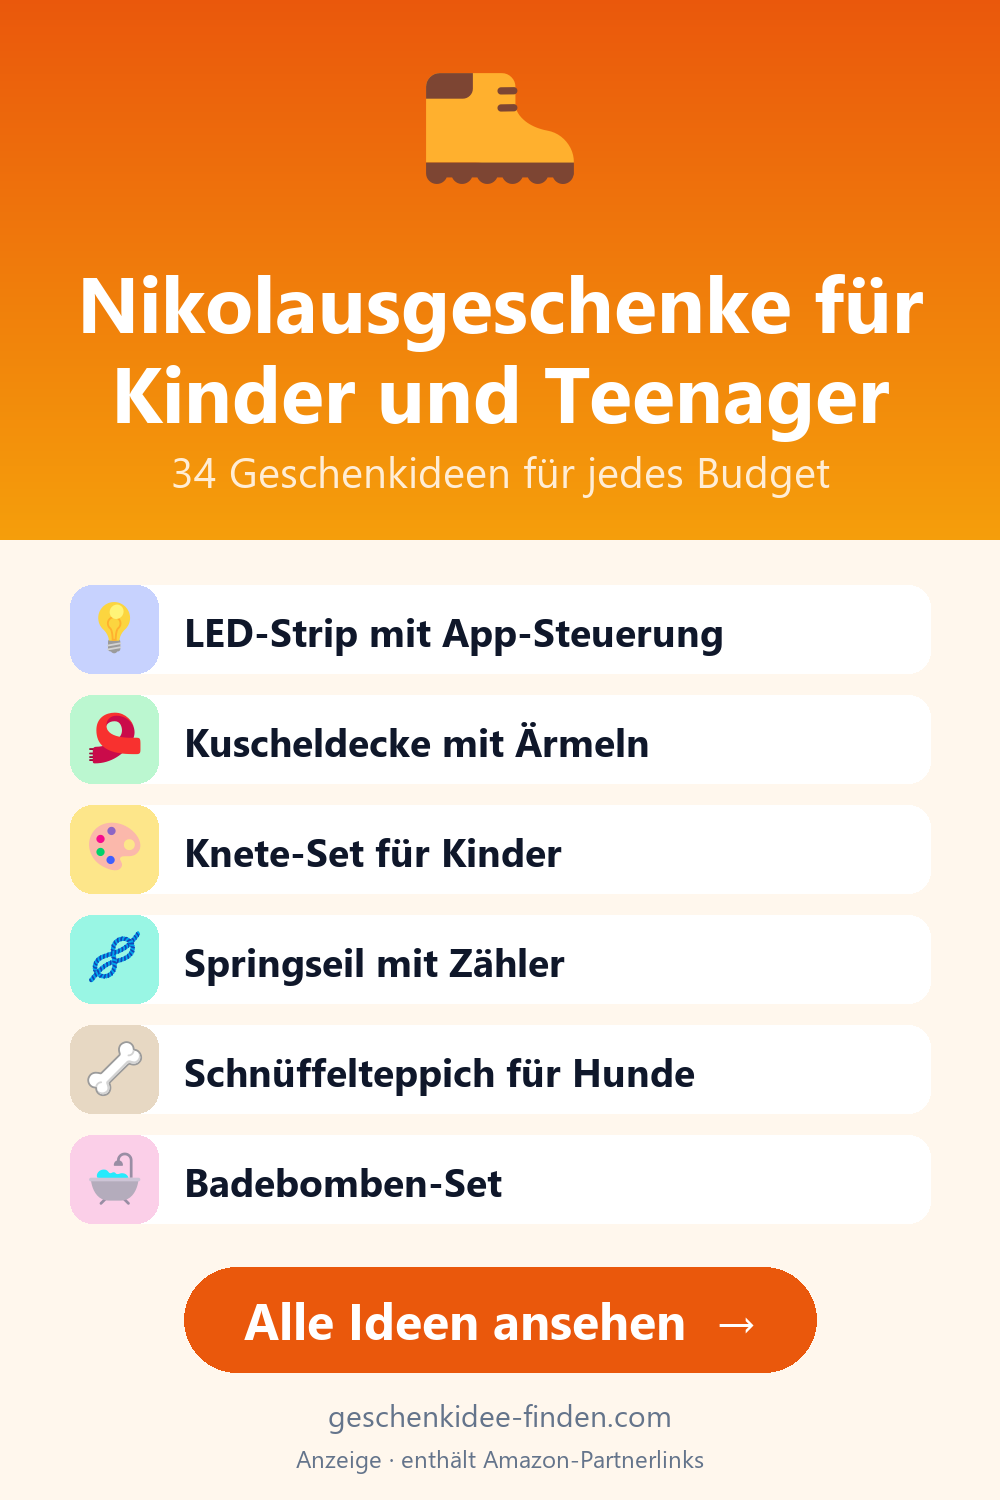 Nikolausgeschenke für
Kinder und Teenager
34 Geschenkideen für jedes Budget
LED-Strip mit App-Steuerung
Kuscheldecke mit Ärmeln
Knete-Set für Kinder
Springseil mit Zähler
Schnüffelteppich für Hunde
Badebomben-Set
Alle Ideen ansehen →
geschenkidee-finden.com
Anzeige · enthält Amazon-Partnerlinks